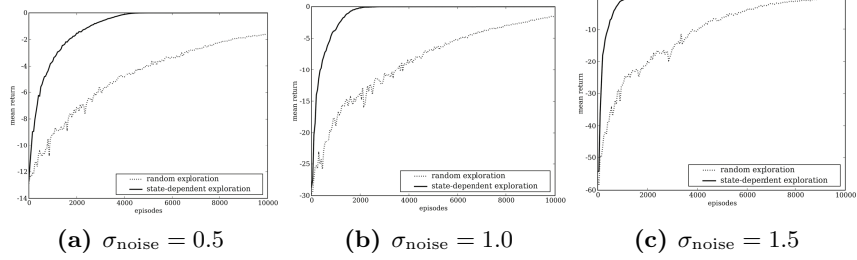 0
-2
-4
-6
-8
-10
-12
-14
mean return
0 2000 4000 6000 8000 10000
episodes
random exploration
state-dependent exploration
(a) σnoise = 0.5
0
-5
-10
-15
-20
-25
-30
mean return
0 2000 4000 6000 8000 10000
episodes
random exploration
state-dependent exploration
(b) σnoise = 1.0
-10
-20
-30
-40
-50
-60
mean return
0 2000 4000 6000 8000 10000
episodes
random exploration
state-dependent exploration
(c) σnoise = 1.5